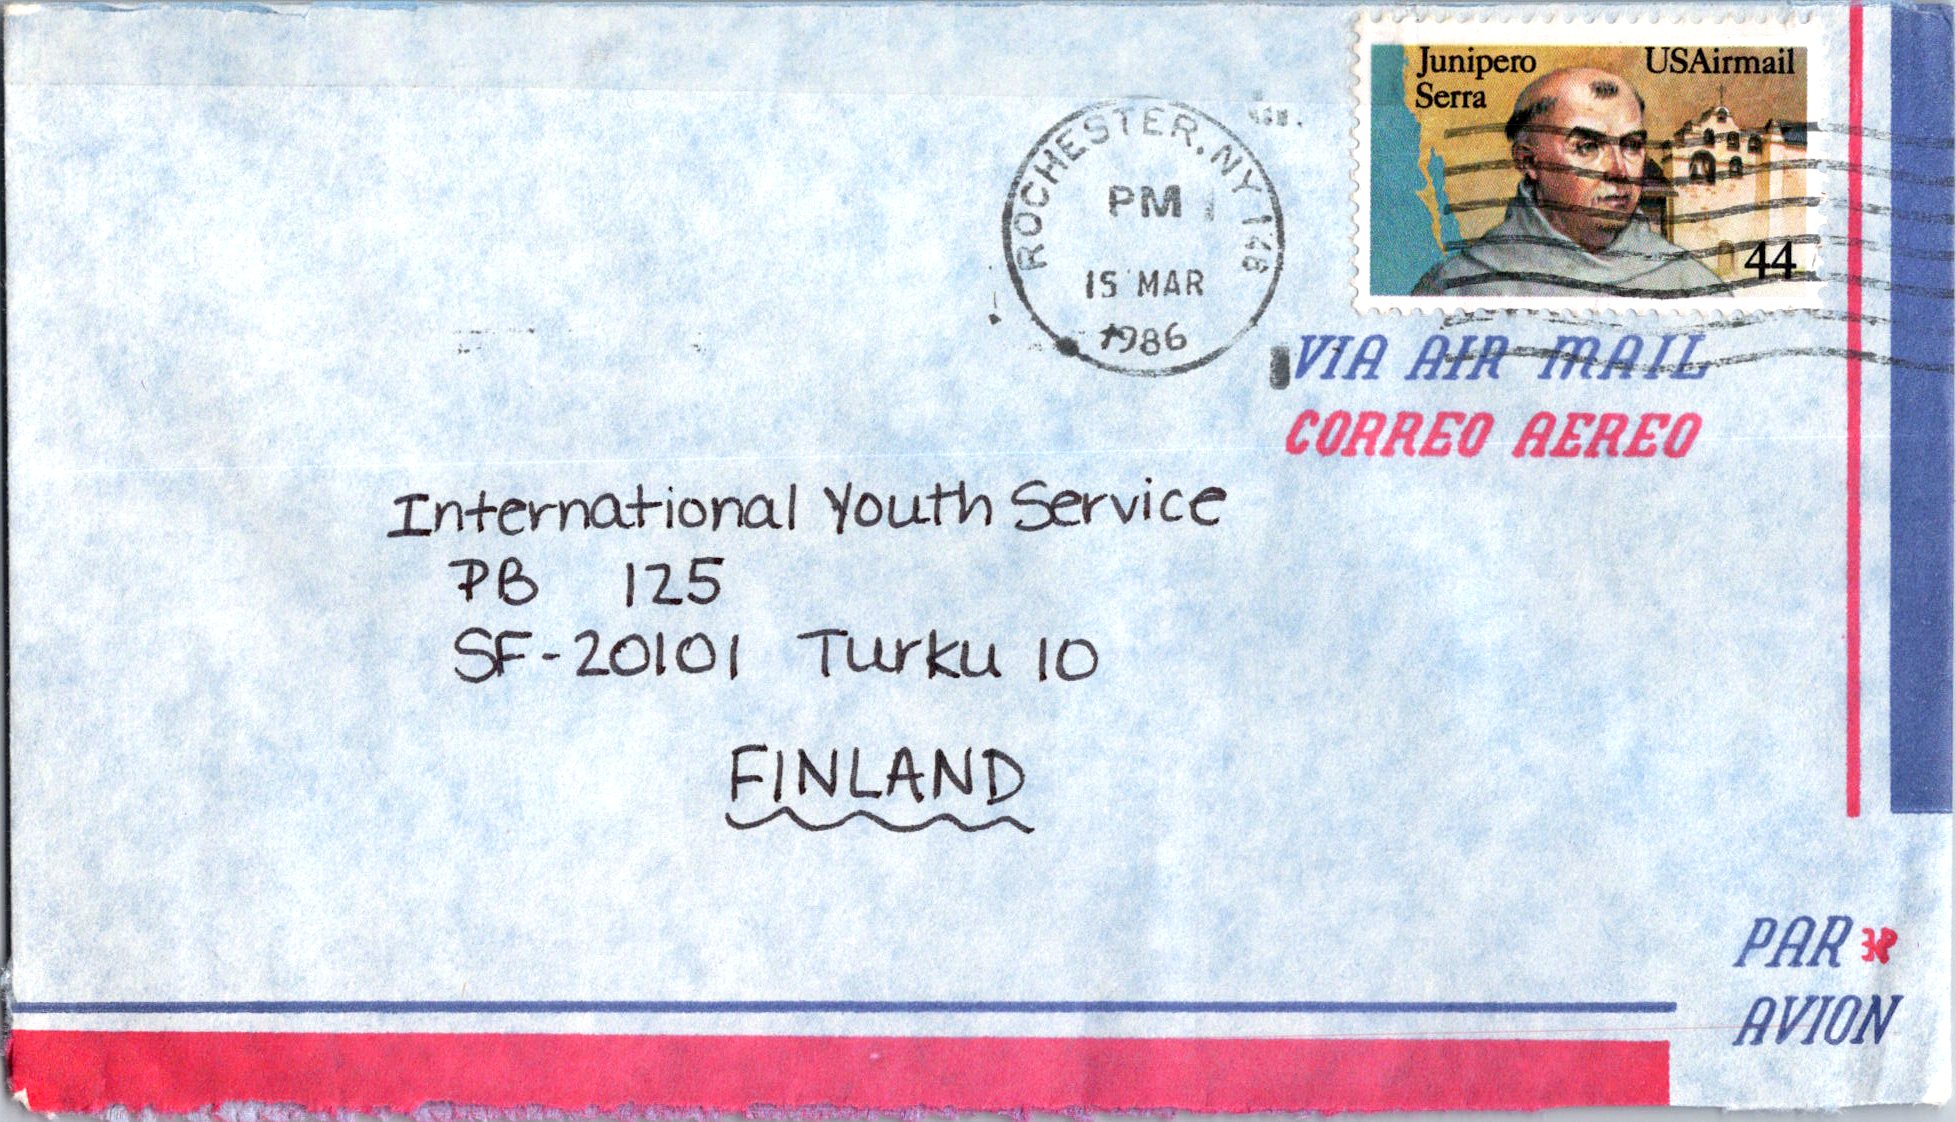 Junipero
Serra
USAirmail
44
ROCHESTER, NY 146
PM
15 MAR
1986
VIA AIR MAIL
CORREO AEREO
International Youth Service
PB 125
SF-20101 Turku 10
FINLAND
PAR
AVION